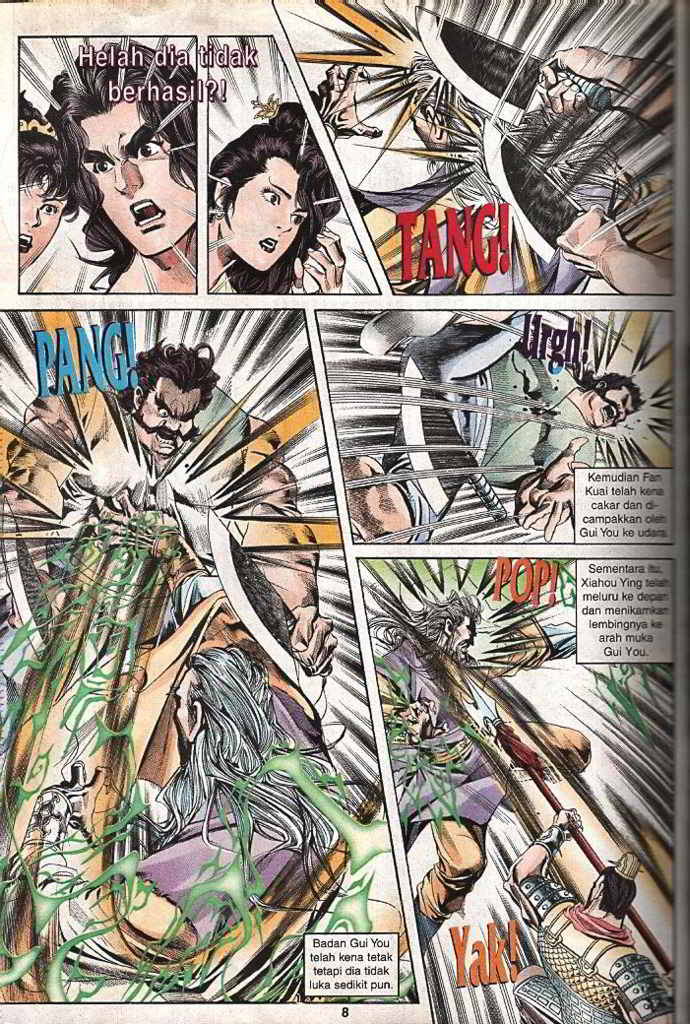 Helah dia tidak
berhasil?!
TANG!
PANG!
Urgh!
Kemudian Fan
Kuai telah kena
cakar dan di-
campakkan oleh
Gui You ke udara.
POP!
Sementara itu,
Xiahou Ying telah
meluru ke depan
dan menikamkan
lembingnya ke
arah muka
Gui You.
Badan Gui You
telah kena tetak
tetapi dia tidak
luka sedikit pun.
Yak!
8